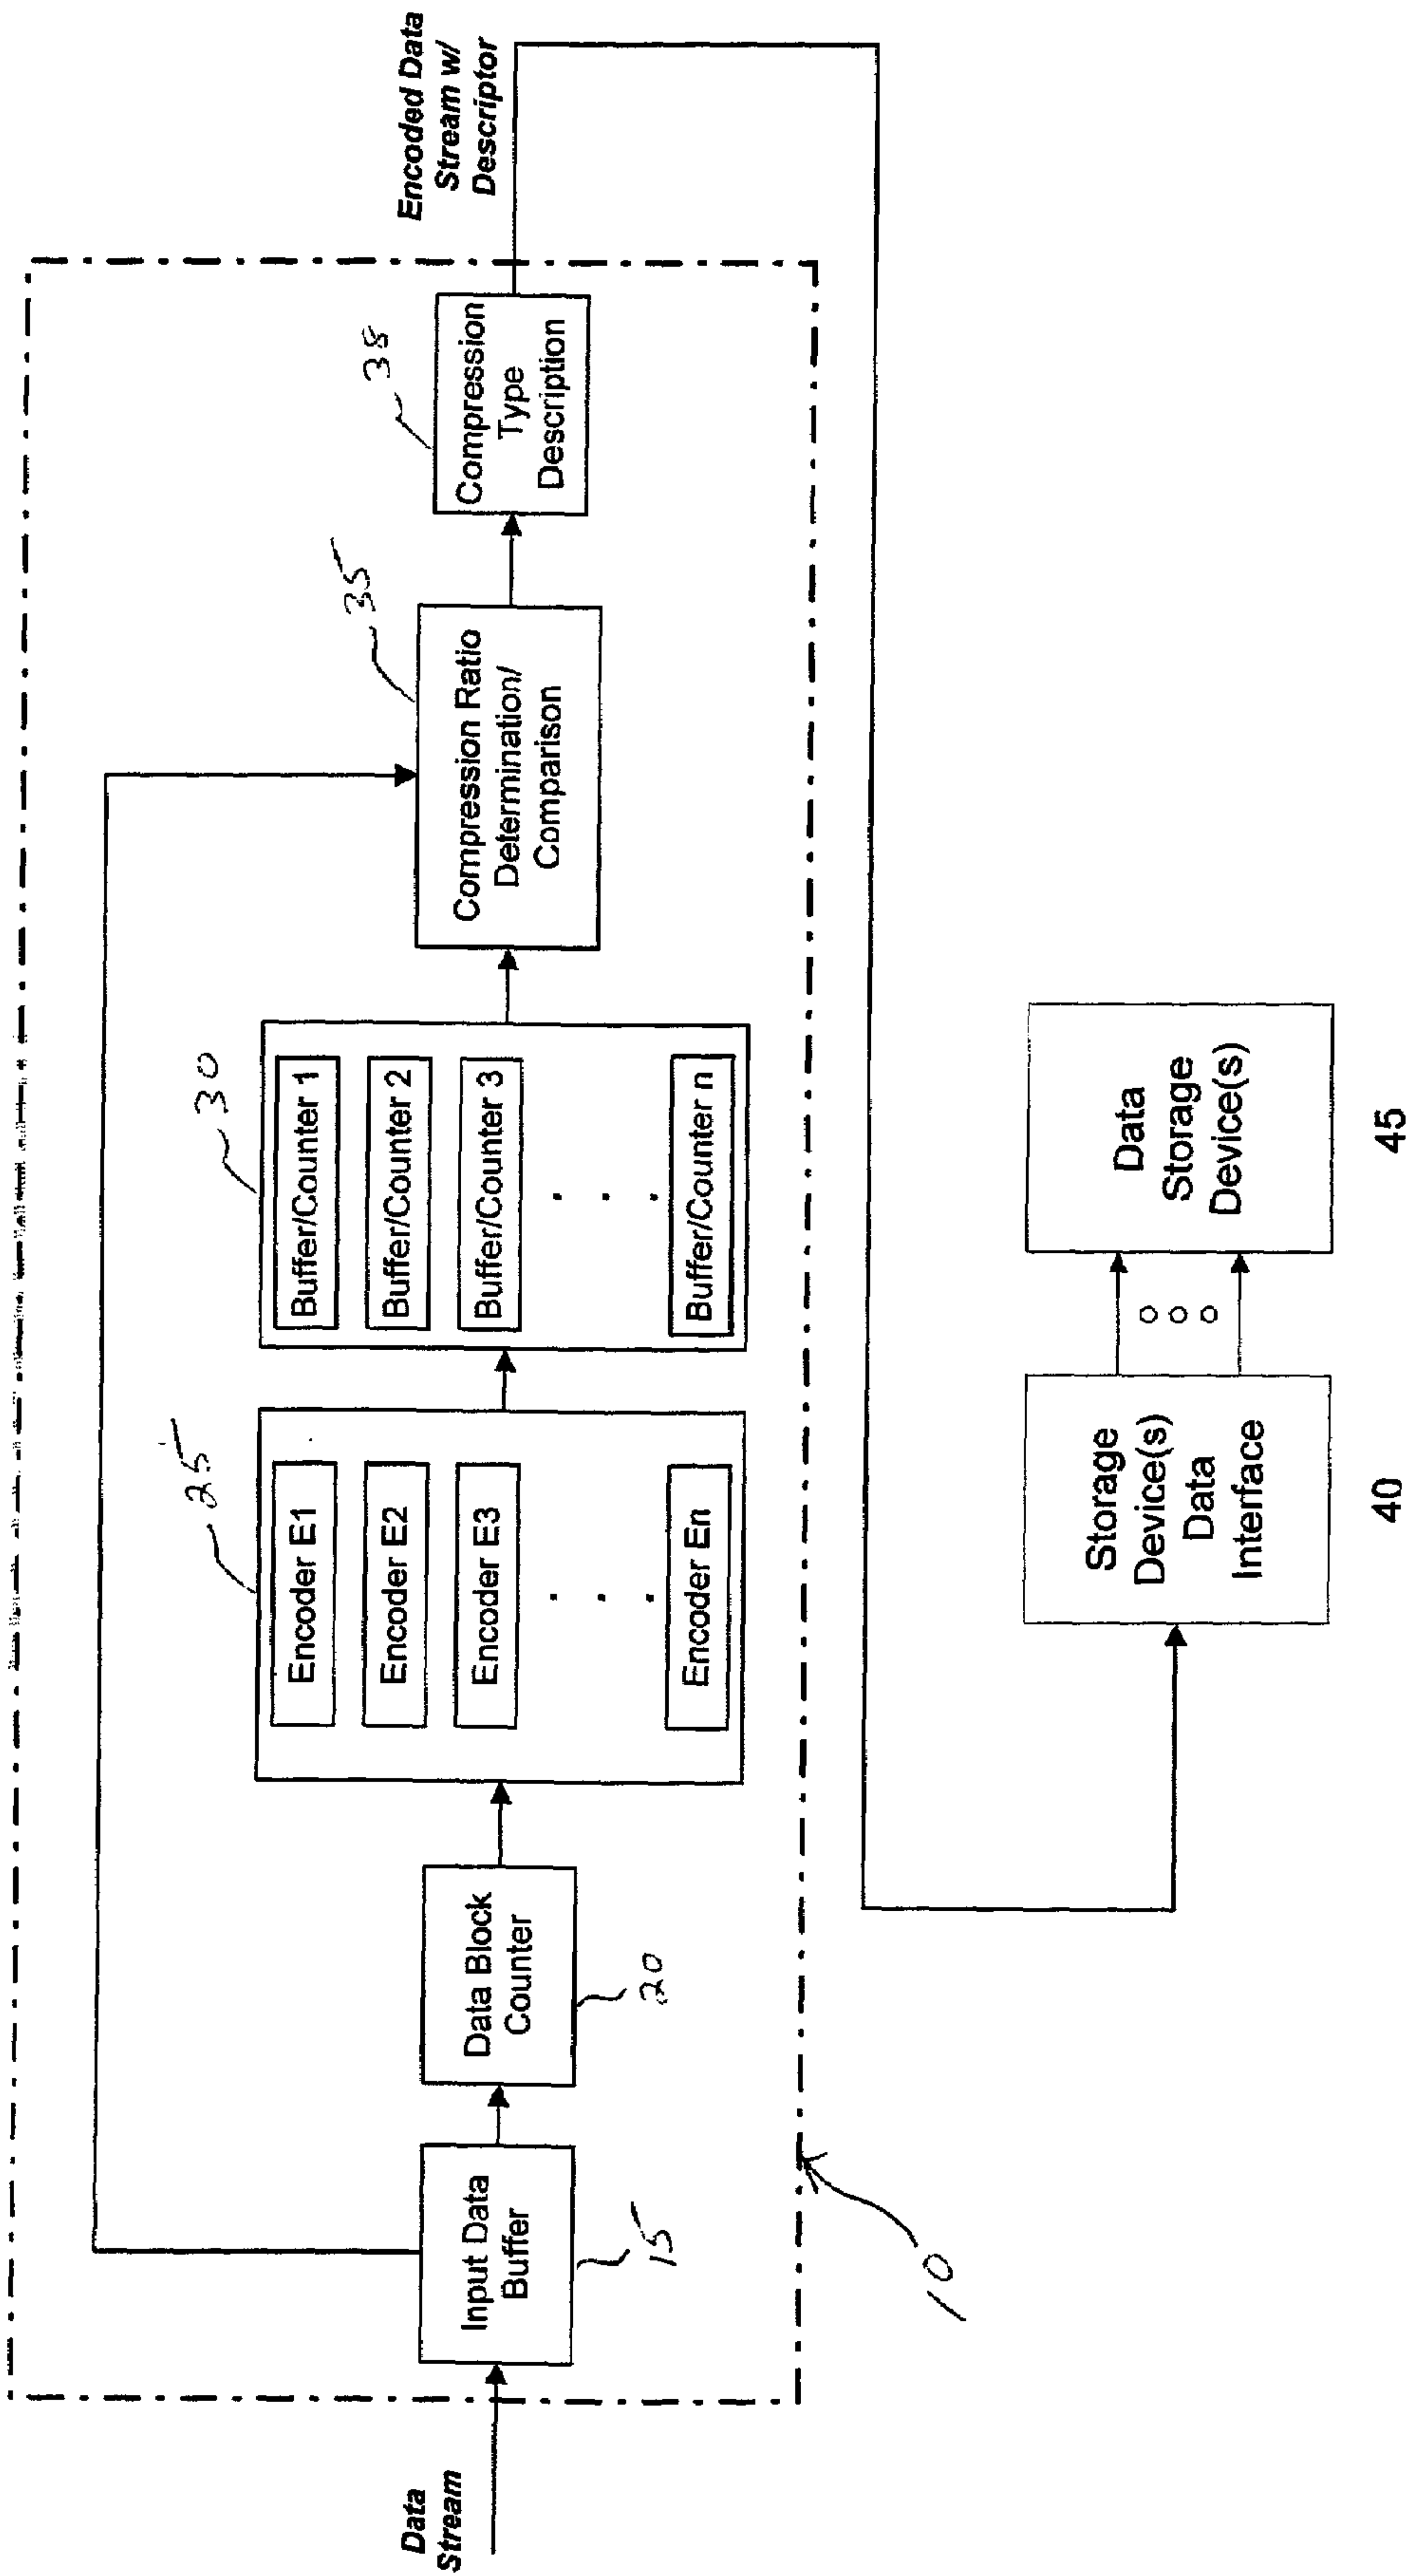 Data
Stream
Input Data
Buffer
15
Data Block
Counter
20
25
Encoder E1
Encoder E2
Encoder E3
Encoder En
30
Buffer/Counter 1
Buffer/Counter 2
Buffer/Counter 3
Buffer/Counter n
35
Compression Ratio
Determination/
Comparison
38
Compression
Type
Description
Encoded Data
Stream w/
Descriptor
10
Storage
Device(s)
Data
Interface
40
Data
Storage
Device(s)
45